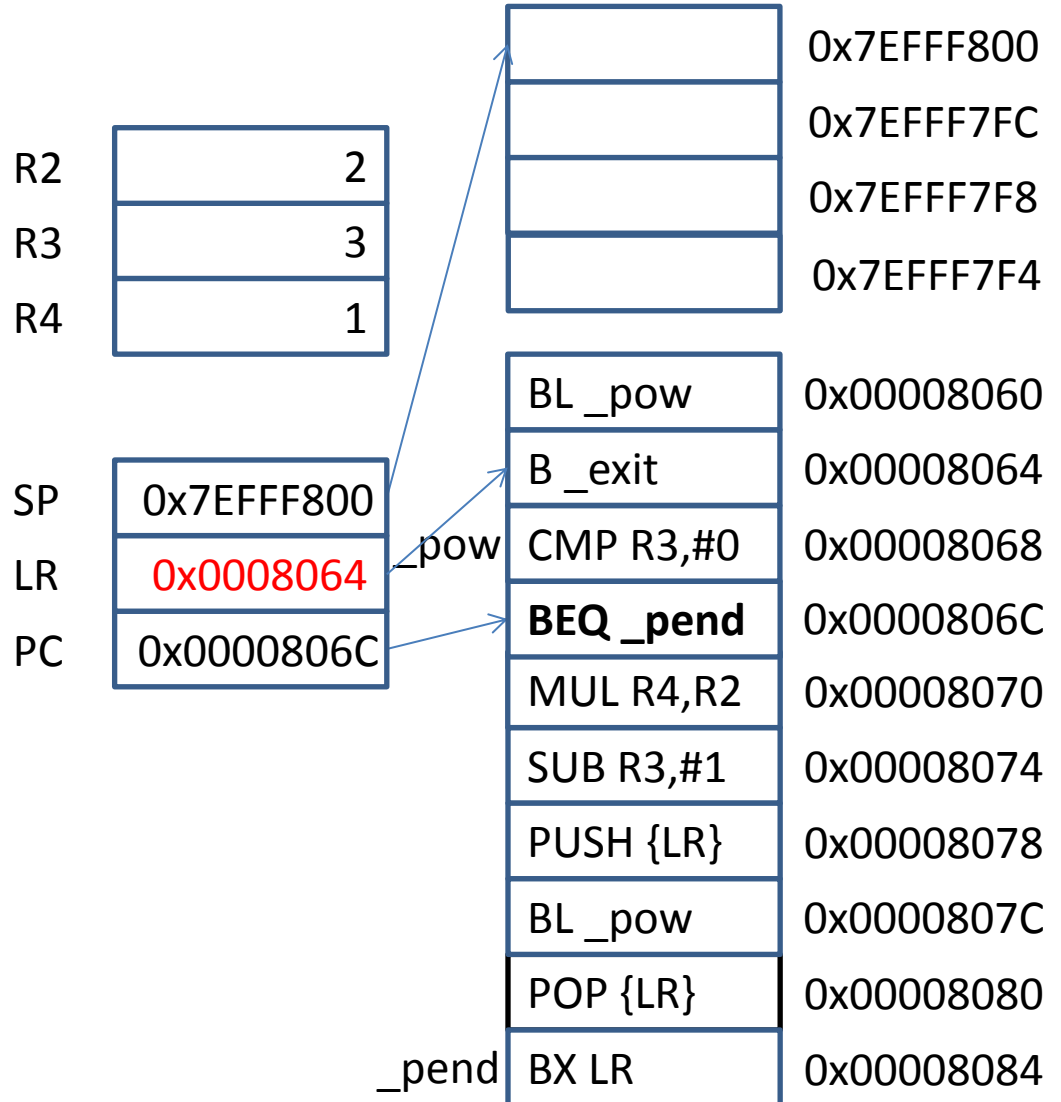 0x7EFFF800
0x7EFFF7FC
R2 2 0x7EFFF7F8
R3 3 0x7EFFF7F4
R4 1
BL _pow 0x00008060
SP 0x7EFFF800 B _exit 0x00008064
LR 0x0008064 _pow CMP R3,#0 0x00008068
PC 0x0000806C BEQ _pend 0x0000806C
MUL R4,R2 0x00008070
SUB R3,#1 0x00008074
PUSH {LR} 0x00008078
BL _pow 0x0000807C
POP {LR} 0x00008080
_pend BX LR 0x00008084